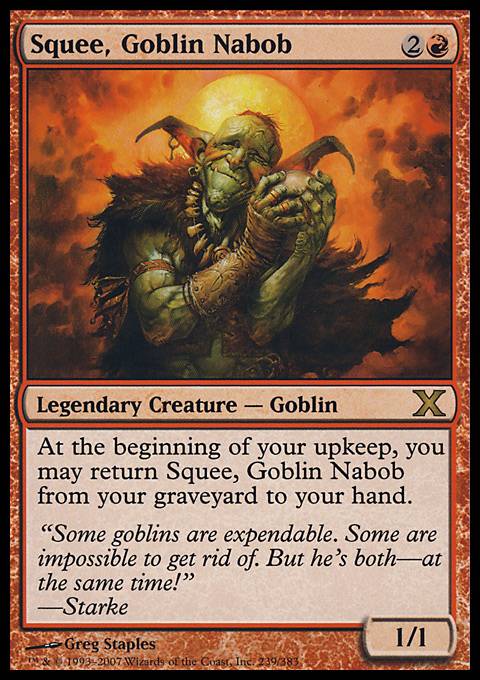 Squee, Goblin Nabob 2
Legendary Creature — Goblin X
At the beginning of your upkeep, you
may return Squee, Goblin Nabob
from your graveyard to your hand.
“Some goblins are expendable. Some are
impossible to get rid of. But he’s both—at
the same time!”
—Starke
1/1
Greg Staples
™ & © 1993–2007 Wizards of the Coast, Inc. 239/383